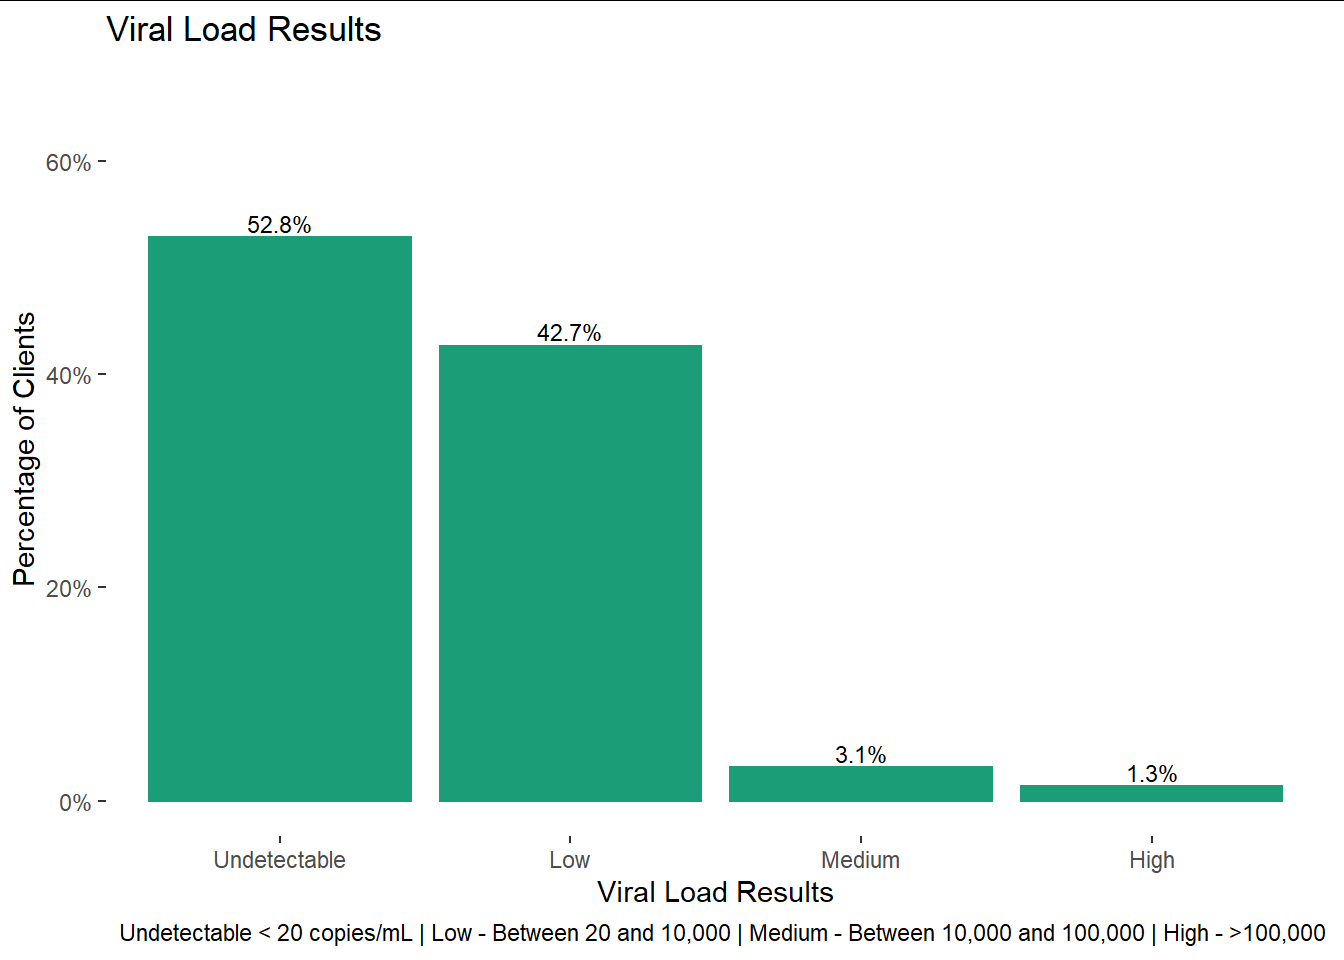 Viral Load Results
60%
52.8%
42.7%
40%
Percentage of Clients
20%
3.1%
1.3%
0%
Undetectable Low Medium High
Viral Load Results
Undetectable < 20 copies/mL | Low - Between 20 and 10,000 | Medium - Between 10,000 and 100,000 | High - >100,000